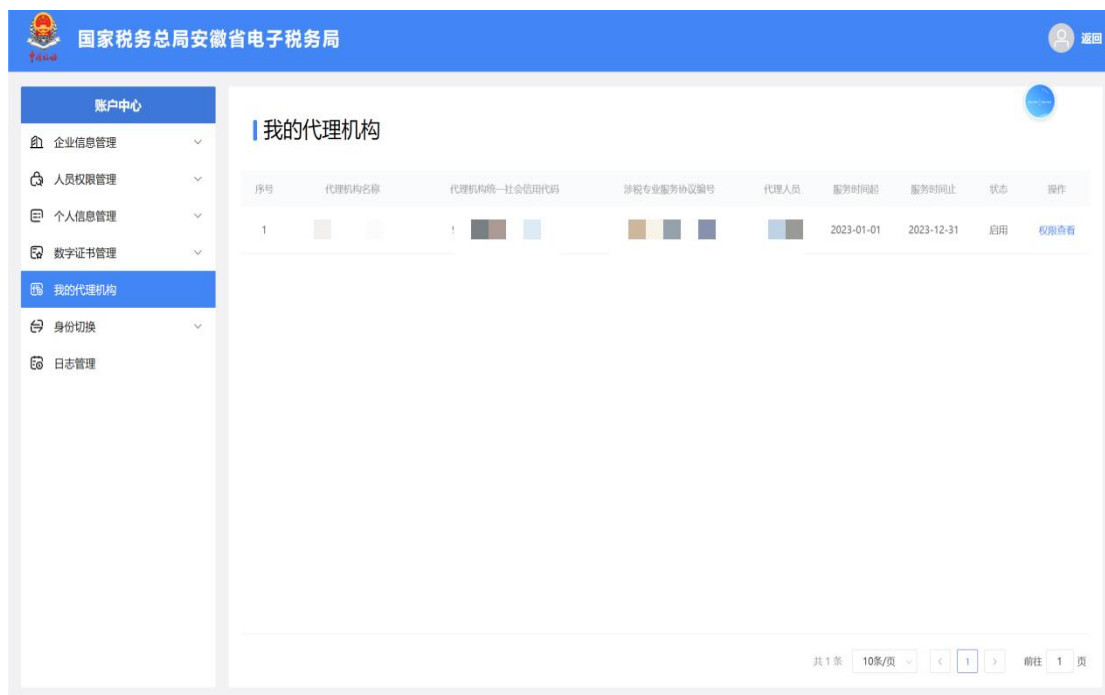 国家税务总局安徽省电子税务局
返回
账户中心
企业信息管理
人员权限管理
个人信息管理
数字证书管理
我的代理机构
身份切换
日志管理
我的代理机构
序号 代理机构名称 代理机构统一社会信用代码 涉税专业服务协议编号 代理人员 服务时间起 服务时间止 状态 操作
1 2023-01-01 2023-12-31 启用 权限查看
共 1 条 10条/页 1 前往 1 页